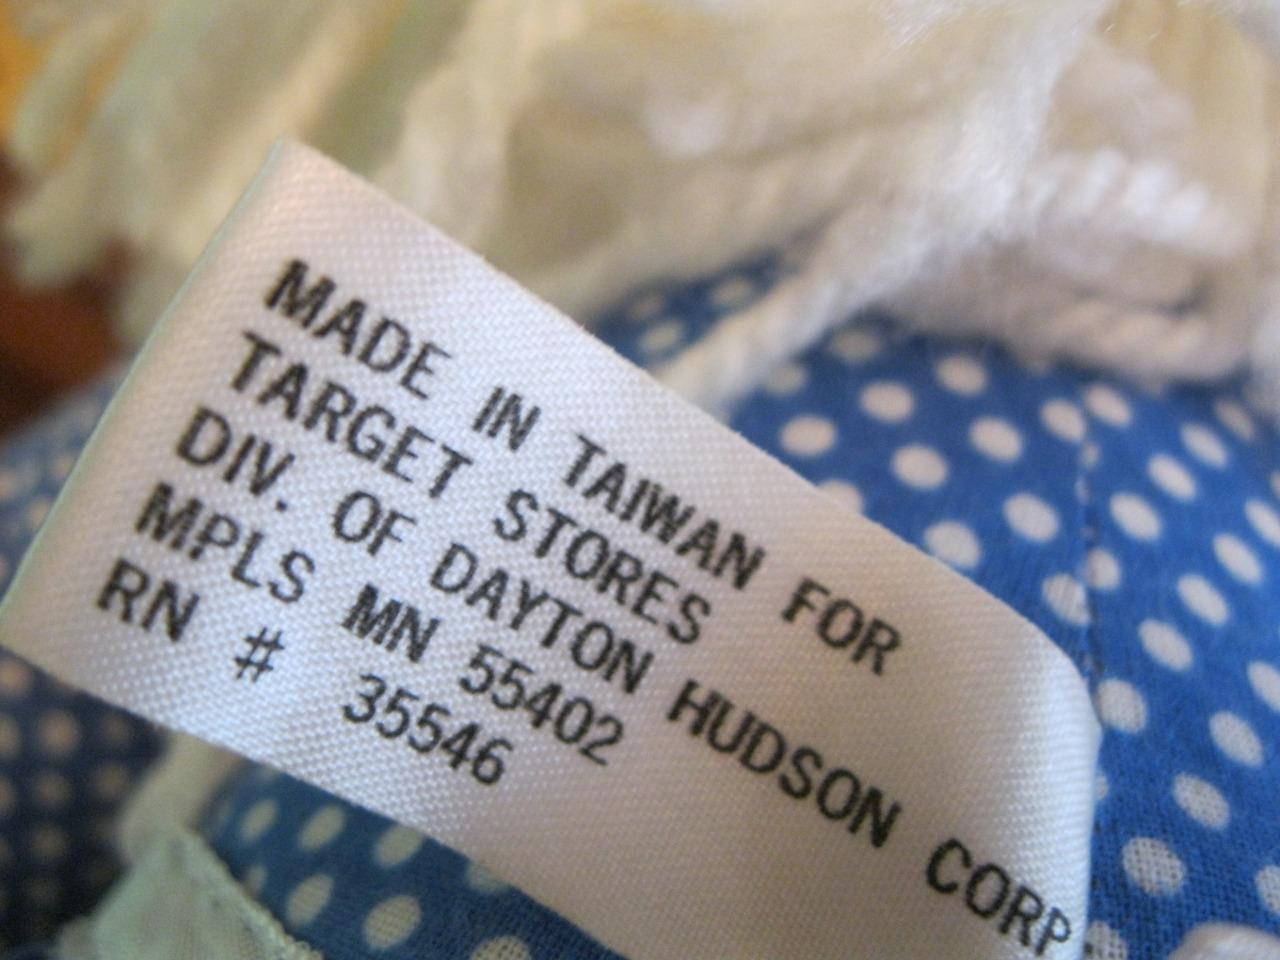 MADE IN TAIWAN FOR
TARGET STORES
DIV. OF DAYTON HUDSON CORP.
MPLS MN 55402
RN # 35546